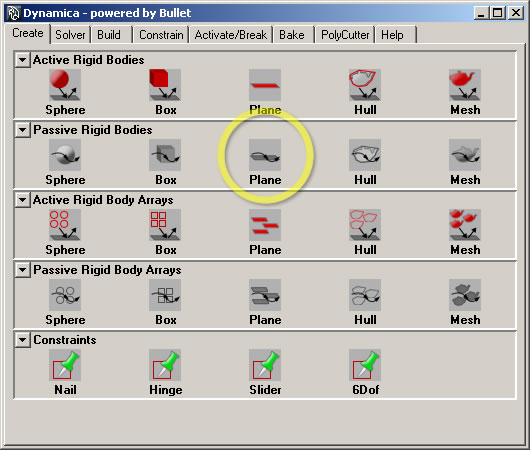 Dynamica - powered by Bullet
Create Solver Build Constrain Activate/Break Bake PolyCutter Help
Active Rigid Bodies
Sphere Box Plane Hull Mesh
Passive Rigid Bodies
Sphere Box Plane Hull Mesh
Active Rigid Body Arrays
Sphere Box Plane Hull Mesh
Passive Rigid Body Arrays
Sphere Box Plane Hull Mesh
Constraints
Nail Hinge Slider 6Dof